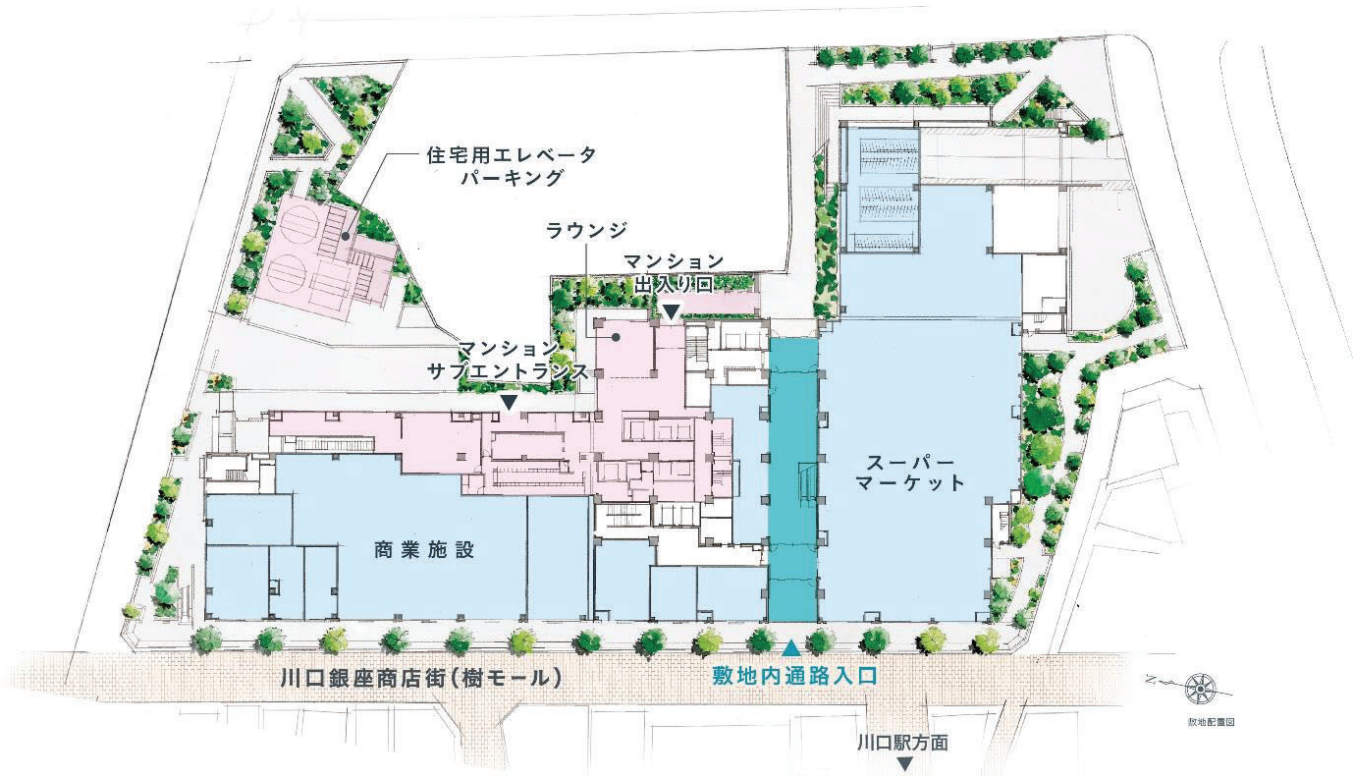 住宅用エレベータ
パーキング
ラウンジ
マンション
出入り口
マンション
サブエントランス
スーパー
マーケット
商業施設
川口銀座商店街(樹モール)
敷地内通路入口
川口駅方面
敷地配置図